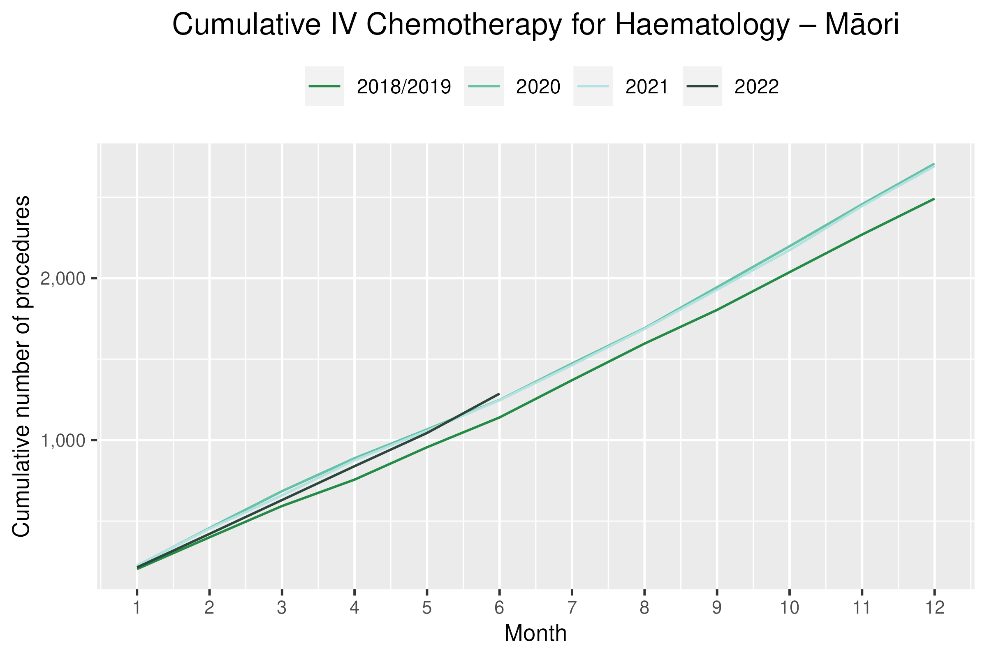 Cumulative IV Chemotherapy for Haematology – Māori
2018/2019 2020 2021 2022
Cumulative number of procedures
2,000
1,000
1 2 3 4 5 6 7 8 9 10 11 12
Month